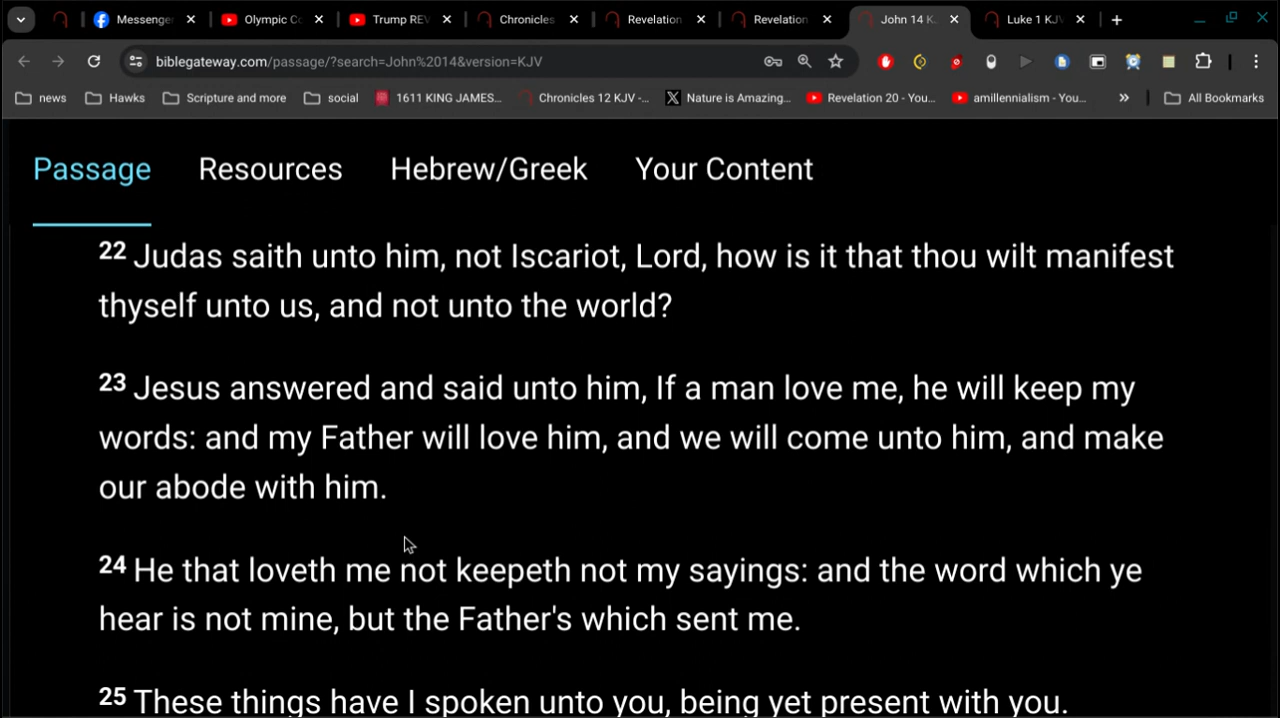 Messenge
Olympic Co
Trump REV
Chronicles
Revelation
Revelation
John 14 K
Luke 1 KJV
biblegateway.com/passage/?search=John%2014&version=KJV
news
Hawks
Scripture and more
social
1611 KING JAMES...
Chronicles 12 KJV -...
Nature is Amazing...
Revelation 20 - You...
amillennialism - You...
All Bookmarks
Passage
Resources
Hebrew/Greek
Your Content
22 Judas saith unto him, not Iscariot, Lord, how is it that thou wilt manifest
thyself unto us, and not unto the world?
23 Jesus answered and said unto him, If a man love me, he will keep my
words: and my Father will love him, and we will come unto him, and make
our abode with him.
24 He that loveth me not keepeth not my sayings: and the word which ye
hear is not mine, but the Father's which sent me.
25 These things have I spoken unto you, being yet present with you.